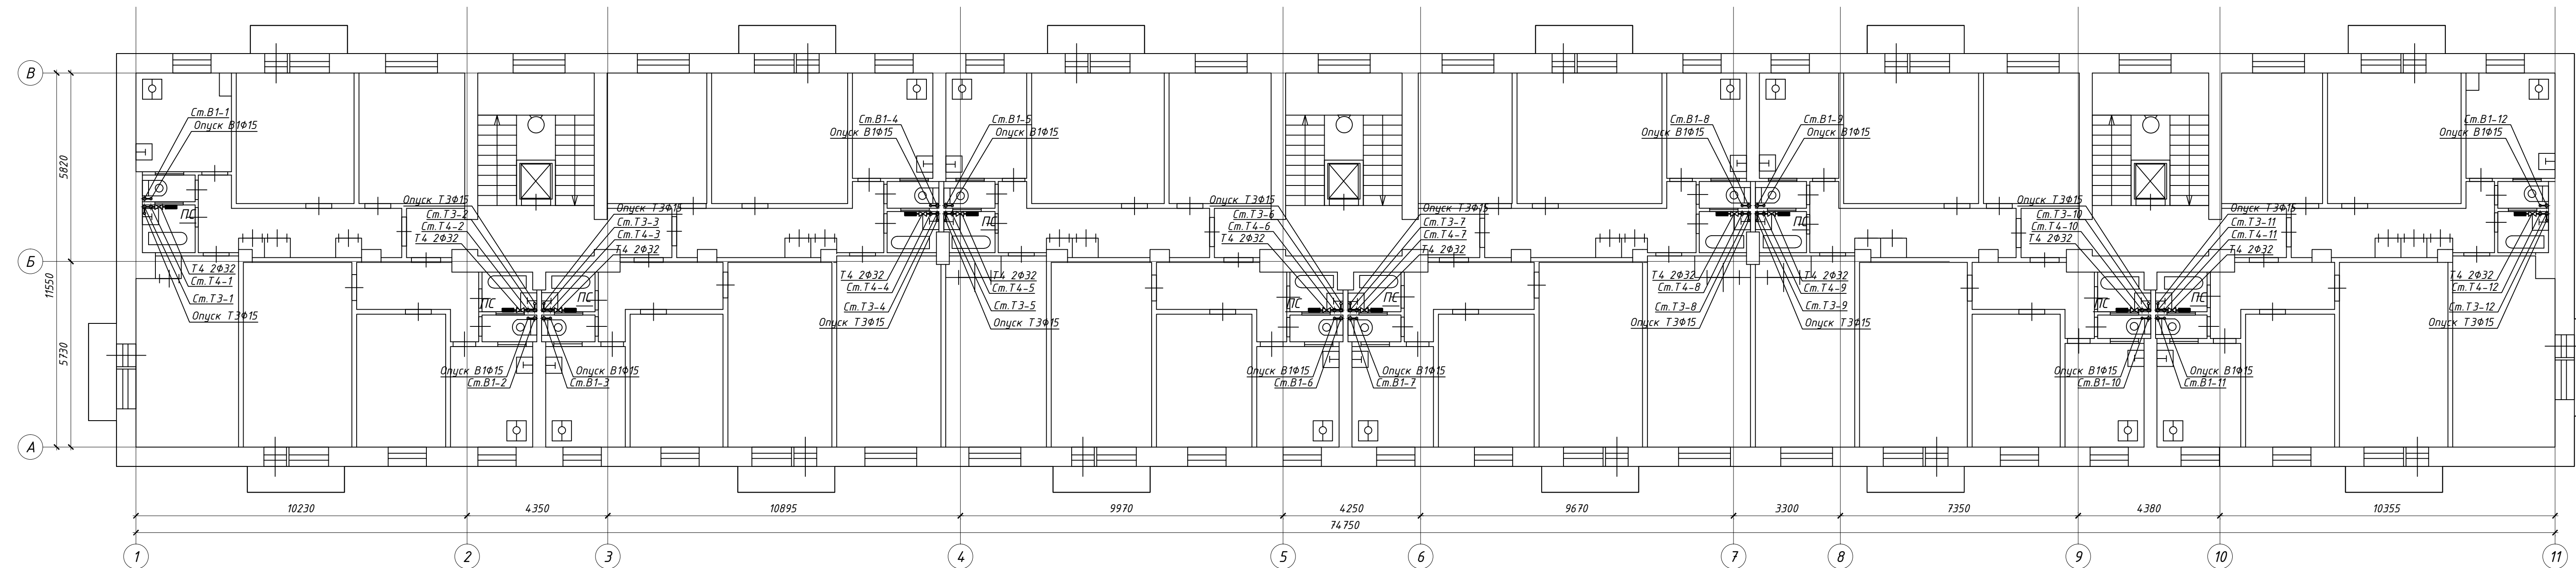 В
Б
А
5820
11550
5730
Ст.В1-1
Опуск В1Ф15
ПС
Т4 2Ф32
Ст.Т4-1
Ст.Т3-1
Опуск Т3Ф15
Опуск Т3Ф15
Ст.Т3-2
Ст.Т4-2
Т4 2Ф32
ПС
Опуск В1Ф15
Ст.В1-2
Опуск Т3Ф15
Ст.Т3-3
Ст.Т4-3
Т4 2Ф32
ПС
Опуск В1Ф15
Ст.В1-3
Ст.В1-4
Опуск В1Ф15
Т4 2Ф32
Ст.Т4-4
Ст.Т3-4
Опуск Т3Ф15
Ст.В1-5
Опуск В1Ф15
ПС
Т4 2Ф32
Ст.Т4-5
Ст.Т3-5
Опуск Т3Ф15
Опуск Т3Ф15
Ст.Т3-6
Ст.Т4-6
Т4 2Ф32
ПС
Опуск В1Ф15
Ст.В1-6
Опуск Т3Ф15
Ст.Т3-7
Ст.Т4-7
Т4 2Ф32
ПС
Опуск В1Ф15
Ст.В1-7
Ст.В1-8
Опуск В1Ф15
Т4 2Ф32
Ст.Т4-8
Ст.Т3-8
Опуск Т3Ф15
Ст.В1-9
Опуск В1Ф15
ПС
Т4 2Ф32
Ст.Т4-9
Ст.Т3-9
Опуск Т3Ф15
Опуск Т3Ф15
Ст.Т3-10
Ст.Т4-10
Т4 2Ф32
ПС
Опуск В1Ф15
Ст.В1-10
Опуск Т3Ф15
Ст.Т3-11
Ст.Т4-11
Т4 2Ф32
ПС
Опуск В1Ф15
Ст.В1-11
Ст.В1-12
Опуск В1Ф15
Т4 2Ф32
Ст.Т4-12
Ст.Т3-12
Опуск Т3Ф15
10230
4350
10895
9970
4250
9670
3300
7350
4380
10355
74750
1
2
3
4
5
6
7
8
9
10
11